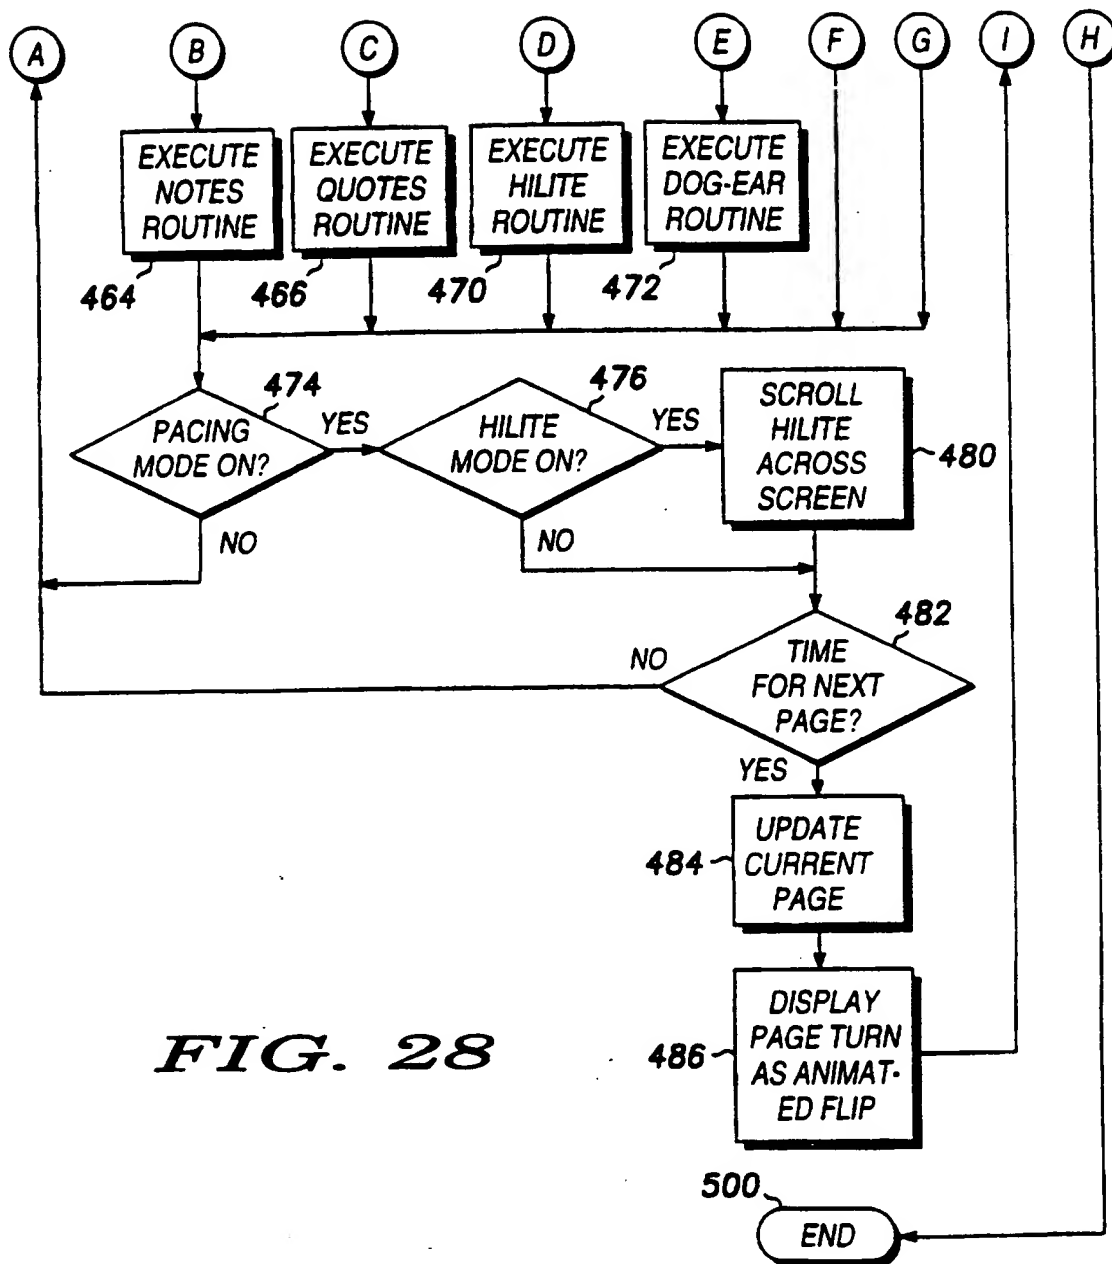 A B C D E F G I H
EXECUTE
NOTES
ROUTINE
464
EXECUTE
QUOTES
ROUTINE
466
EXECUTE
HILITE
ROUTINE
470
EXECUTE
DOG-EAR
ROUTINE
472
PACING
MODE ON?
474
YES
NO
HILITE
MODE ON?
476
YES
NO
SCROLL
HILITE
ACROSS
SCREEN
480
TIME
FOR NEXT
PAGE?
482
NO
YES
UPDATE
CURRENT
PAGE
484
DISPLAY
PAGE TURN
AS ANIMAT-
ED FLIP
486
500
END
FIG. 28